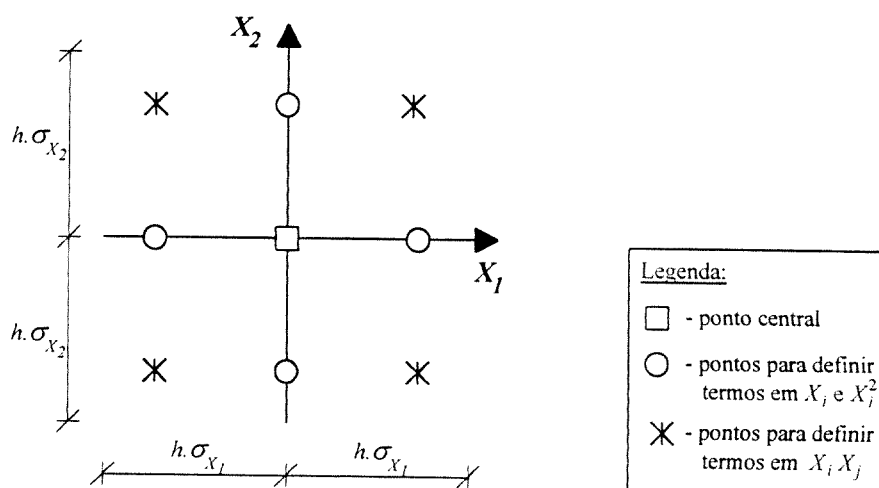 X₂
h.σ_X₂
X₁
h.σ_X₂
h.σ_X₁ h.σ_X₁
Legenda:
- ponto central
- pontos para definir
termos em X_i e X_i²
- pontos para definir
termos em X_i X_j